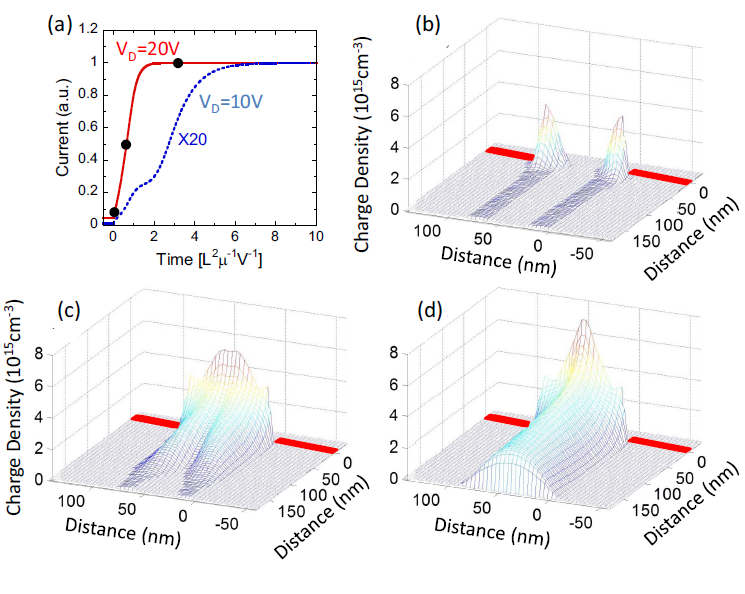 (a)
1.2
1
0.8
0.6
0.4
0.2
0
Current (a.u.)
V_D=20V
V_D=10V
X20
0 2 4 6 8 10
Time [L²μ⁻¹V⁻¹]
(b)
Charge Density (10¹⁵cm⁻³)
8
6
4
2
0
100 50 0 -50
Distance (nm)
0
50
100
150
Distance (nm)
(c)
Charge Density (10¹⁵cm⁻³)
8
6
4
2
0
100 50 0 -50
Distance (nm)
0
50
100
150
Distance (nm)
(d)
8
6
4
2
0
100 50 0 -50
Distance (nm)
0
50
100
150
Distance (nm)